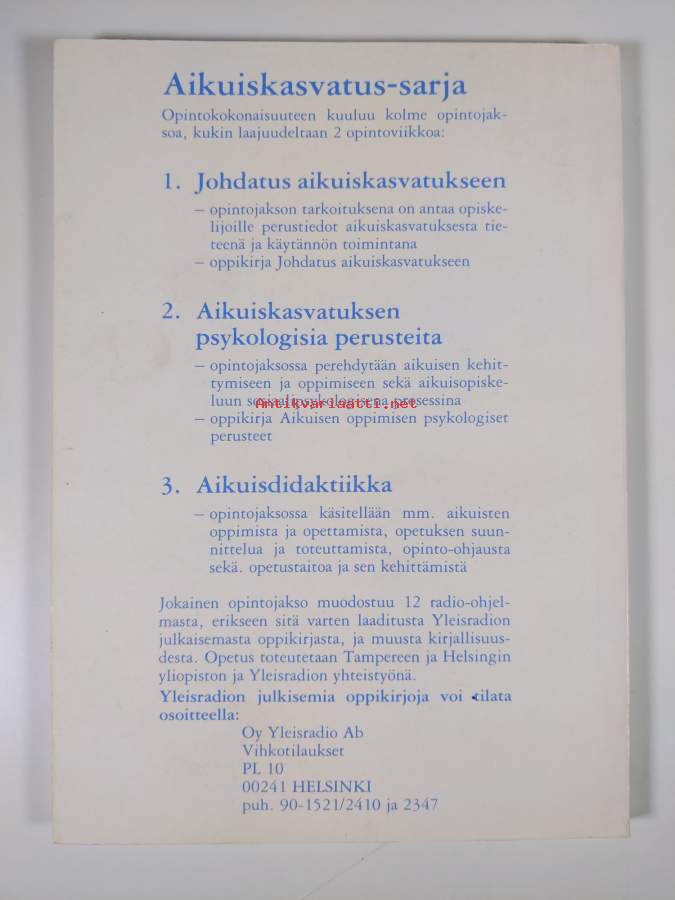 Aikuiskasvatus-sarja
Opintokokonaisuuteen kuuluu kolme opintojak-
soa, kukin laajuudeltaan 2 opintoviikkoa:
1. Johdatus aikuiskasvatukseen
– opintojakson tarkoituksena on antaa opiske-
lijoille perustiedot aikuiskasvatuksesta tie-
teenä ja käytännön toimintana
– oppikirja Johdatus aikuiskasvatukseen
2. Aikuiskasvatuksen
psykologisia perusteita
– opintojaksossa perehdytään aikuisen kehit-
tymiseen ja oppimiseen sekä aikuisopiske-
luun sosiaalipsykologisena prosessina
Antikvariaatti.net
– oppikirja Aikuisen oppimisen psykologiset
perusteet
3. Aikuisdidaktiikka
– opintojaksossa käsitellään mm. aikuisten
oppimista ja opettamista, opetuksen suun-
nittelua ja toteuttamista, opinto-ohjausta
sekä. opetustaitoa ja sen kehittämistä
Jokainen opintojakso muodostuu 12 radio-ohjel-
masta, erikseen sitä varten laaditusta Yleisradion
julkaisemasta oppikirjasta, ja muusta kirjallisuus-
desta. Opetus toteutetaan Tampereen ja Helsingin
yliopiston ja Yleisradion yhteistyönä.
Yleisradion julkisemia oppikirjoja voi tilata
osoitteella:
Oy Yleisradio Ab
Vihkotilaukset
PL 10
00241 HELSINKI
puh. 90-1521/2410 ja 2347